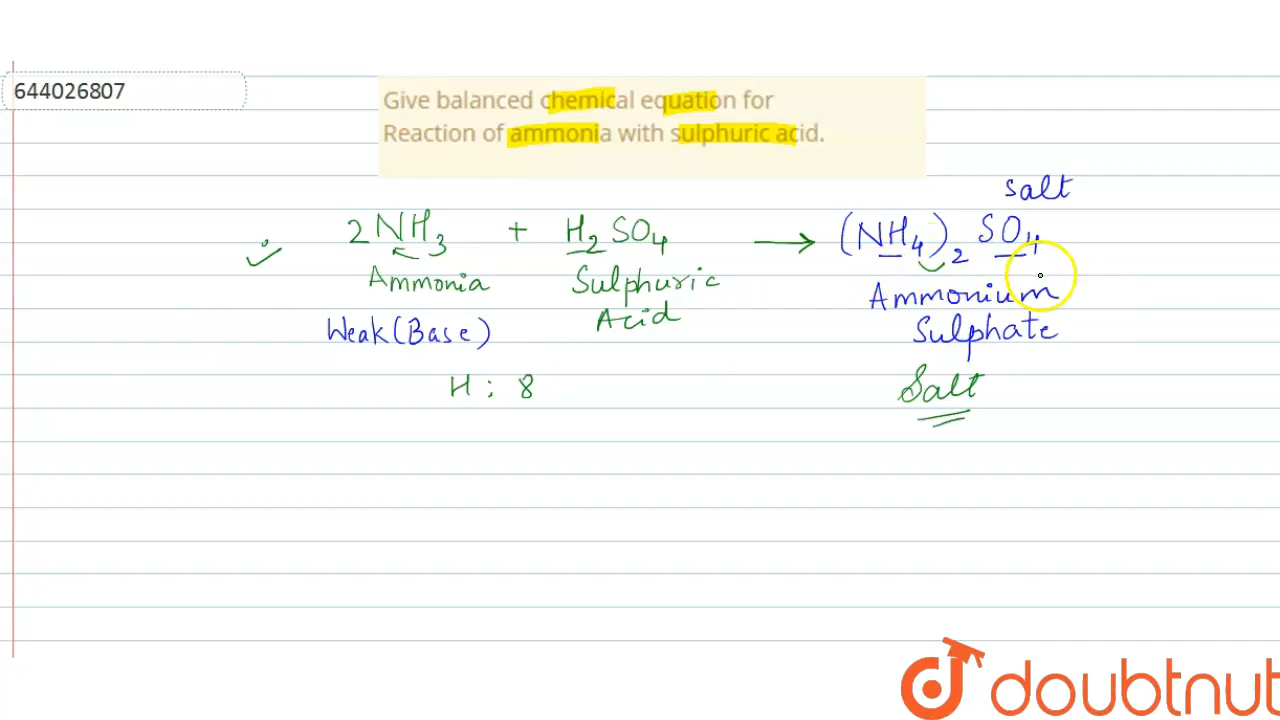 644026807
Give balanced chemical equation for
Reaction of ammonia with sulphuric acid.
salt
2NH₃ + H₂SO₄ → (NH₄)₂ SO₄
Ammonia Sulphuric Ammonium
Acid Sulphate
Weak (Base)
H : 8 Salt
doubtnut